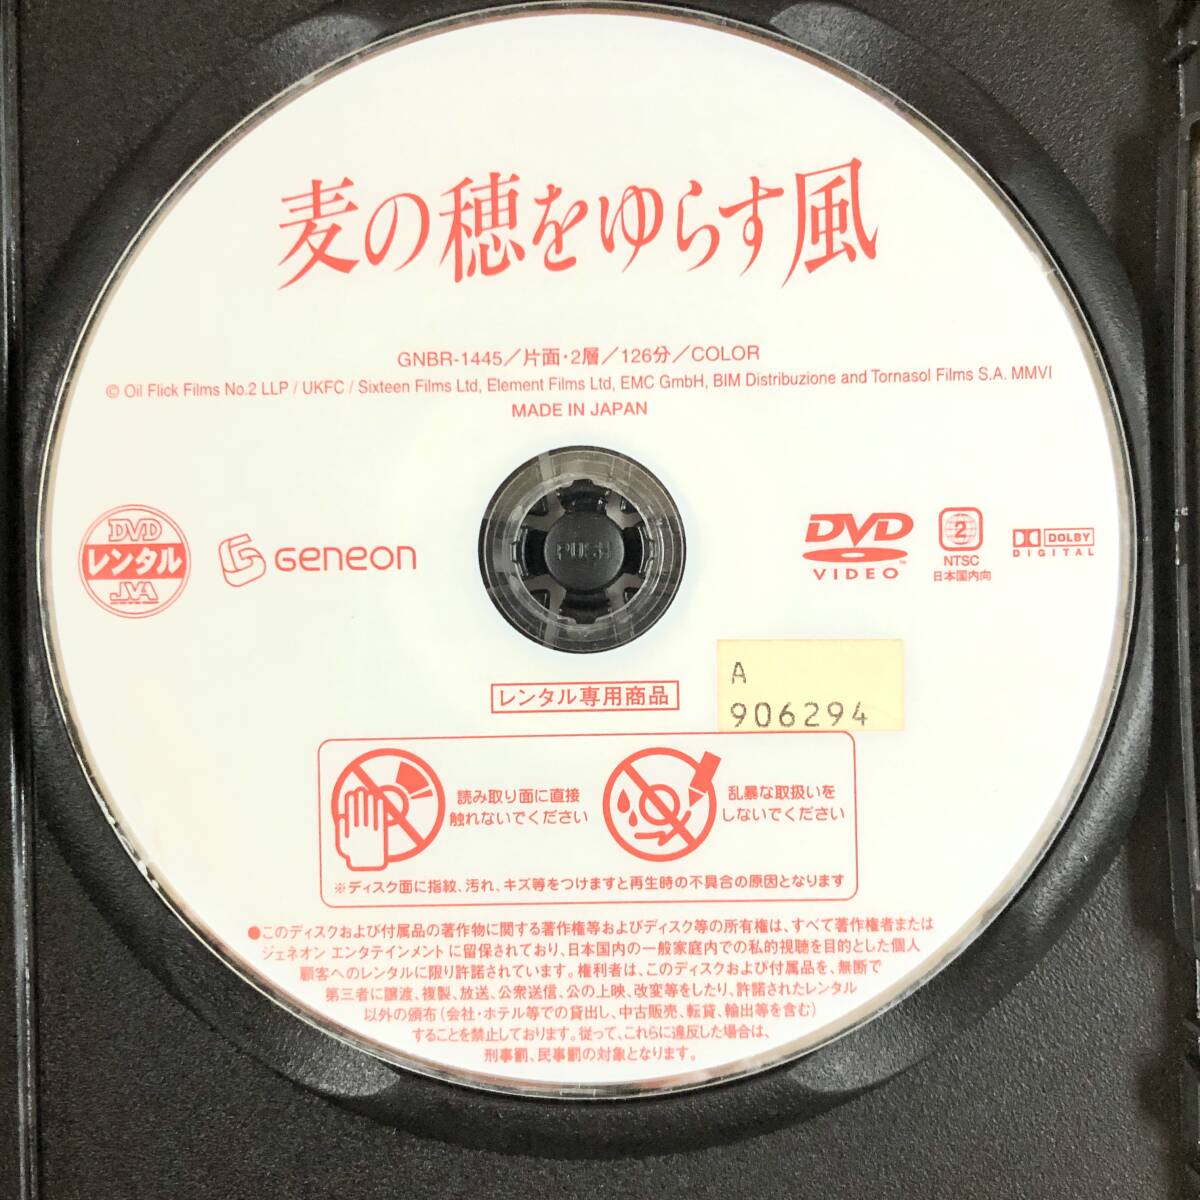 麦の穂をゆらす風
GNBR-1445／片面・2層／126分／COLOR
© Oil Flick Films No.2 LLP / UKFC / Sixteen Films Ltd, Element Films Ltd, EMC GmbH, BIM Distribuzione and Tornasol Films S.A. MMVI
MADE IN JAPAN
DVD
レンタル
JVA
GENEON
PUSH
DVD
VIDEO
2
NTSC
日本国内向
DOLBY
DIGITAL
レンタル専用商品
A
906294
読み取り面に直接
触れないでください
乱暴な取扱いを
しないでください
※ディスク面に指紋、汚れ、キズ等をつけますと再生時の不具合の原因となります
●このディスクおよび付属品の著作物に関する著作権等およびディスク等の所有権は、すべて著作権者または
ジェネオン エンタテインメントに留保されており、日本国内の一般家庭内での私的視聴を目的とした個人
顧客へのレンタルに限り許諾されています。権利者は、このディスクおよび付属品を、無断で
第三者に譲渡、複製、放送、公衆送信、公の上映、改変等をしたり、許諾されたレンタル
以外の頒布（会社・ホテル等での貸出し、中古販売、転貸、輸出等を含む）
することを禁止しております。従って、これらに違反した場合は、
刑事罰、民事罰の対象となります。